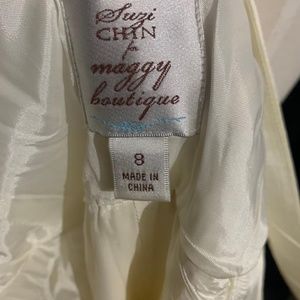 Suzi
CHIN
for
maggy
boutique
8
MADE IN
CHINA